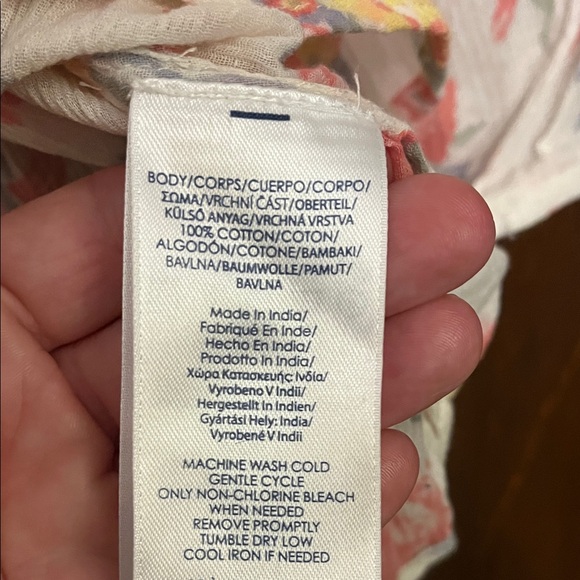 BODY/CORPS/CUERPO/CORPO/
ΣΩΜΑ/VRCHNÍ ČÁST/OBERTEIL/
KÜLSŐ ANYAG/VRCHNÁ VRSTVA
100% COTTON/COTON/
ALGODÓN/COTONE/BAMBAKI/
BAVLNA/BAUMWOLLE/PAMUT/
BAVLNA
Made In India/
Fabriqué En Inde/
Hecho En India/
Prodotto In India/
Χώρα Κατασκευής: Ινδία/
Vyrobeno V Indii/
Hergestellt In Indien/
Gyártási Hely: India/
Vyrobené V Indii
MACHINE WASH COLD
GENTLE CYCLE
ONLY NON-CHLORINE BLEACH
WHEN NEEDED
REMOVE PROMPTLY
TUMBLE DRY LOW
COOL IRON IF NEEDED